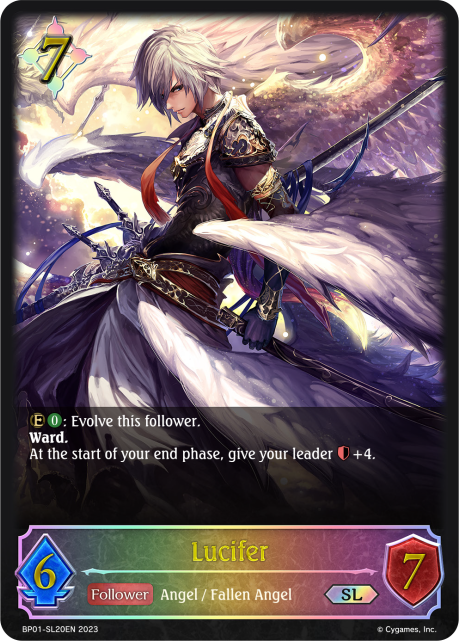 7
E 0: Evolve this follower.
Ward.
At the start of your end phase, give your leader +4.
Lucifer
6
Follower Angel / Fallen Angel SL
7
BP01-SL20EN 2023 © Cygames, Inc.